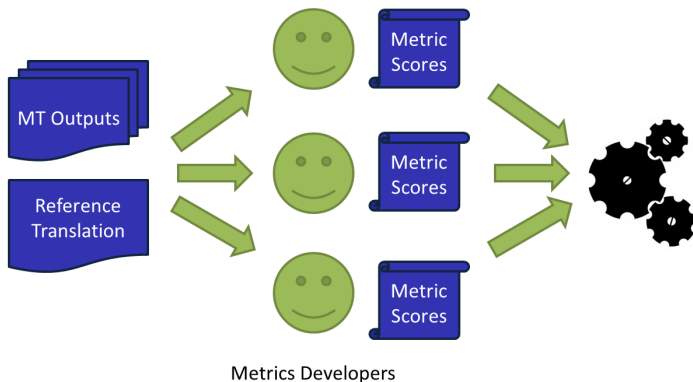 MT Outputs
Reference
Translation
Metric
Scores
Metric
Scores
Metric
Scores
Metrics Developers